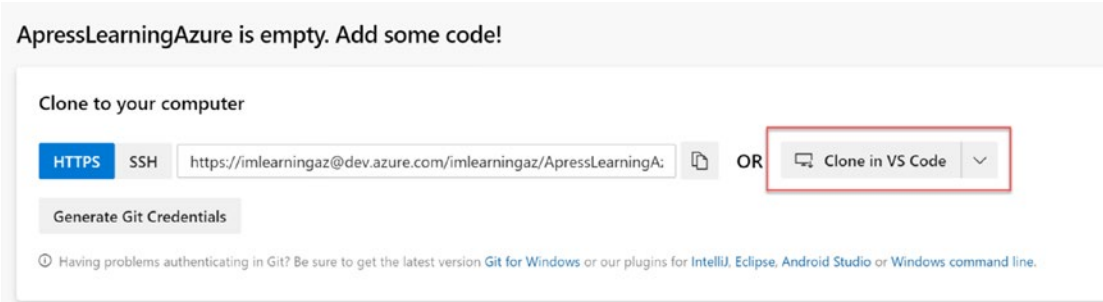 ApressLearningAzure is empty. Add some code!
Clone to your computer
HTTPS SSH https://imlearningaz@dev.azure.com/imlearningaz/ApressLearningA: OR Clone in VS Code
Generate Git Credentials
Having problems authenticating in Git? Be sure to get the latest version Git for Windows or our plugins for IntelliJ, Eclipse, Android Studio or Windows command line.